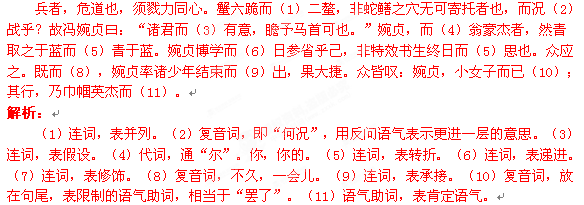 兵者，危道也，须戮力同心。蟹六跪而（1）二螯，非蛇鳝之穴无可寄托者也，而况（2）
战乎？故冯婉贞曰：“诸君而（3）有意，瞻予马首可也。”婉贞，而（4）翁豪杰者，然青
取之于蓝而（5）青于蓝。婉贞博学而（6）日参省乎己，非特效书生终日而（5）思也。众应
之。既而（8），婉贞率诸少年结束而（9）出，果大捷。众皆叹：婉贞，小女子而已（10）；
其行，乃巾帼英杰而（11）。
解析：
（1）连词，表并列。（2）复音词，即“何况”，用反问语气表示更进一层的意思。（3）
连词，表假设。（4）代词，通“尔”。你，你的。（5）连词，表转折。（6）连词，表递进。
（7）连词，表修饰。（8）复音词，不久，一会儿。（9）连词，表承接。（10）复音词，放
在句尾，表限制的语气助词，相当于“罢了”。（11）语气助词，表肯定语气。